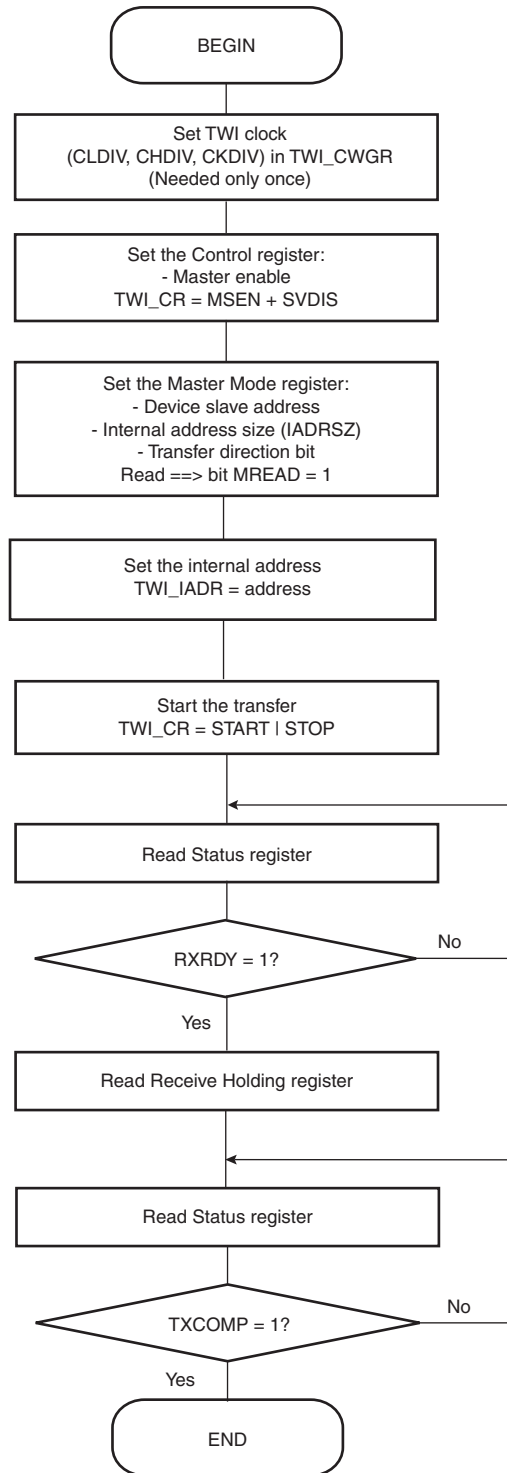 BEGIN
Set TWI clock
(CLDIV, CHDIV, CKDIV) in TWI_CWGR
(Needed only once)
Set the Control register:
- Master enable
TWI_CR = MSEN + SVDIS
Set the Master Mode register:
- Device slave address
- Internal address size (IADRSZ)
- Transfer direction bit
Read ==> bit MREAD = 1
Set the internal address
TWI_IADR = address
Start the transfer
TWI_CR = START | STOP
Read Status register
RXRDY = 1?
No
Yes
Read Receive Holding register
Read Status register
TXCOMP = 1?
No
Yes
END